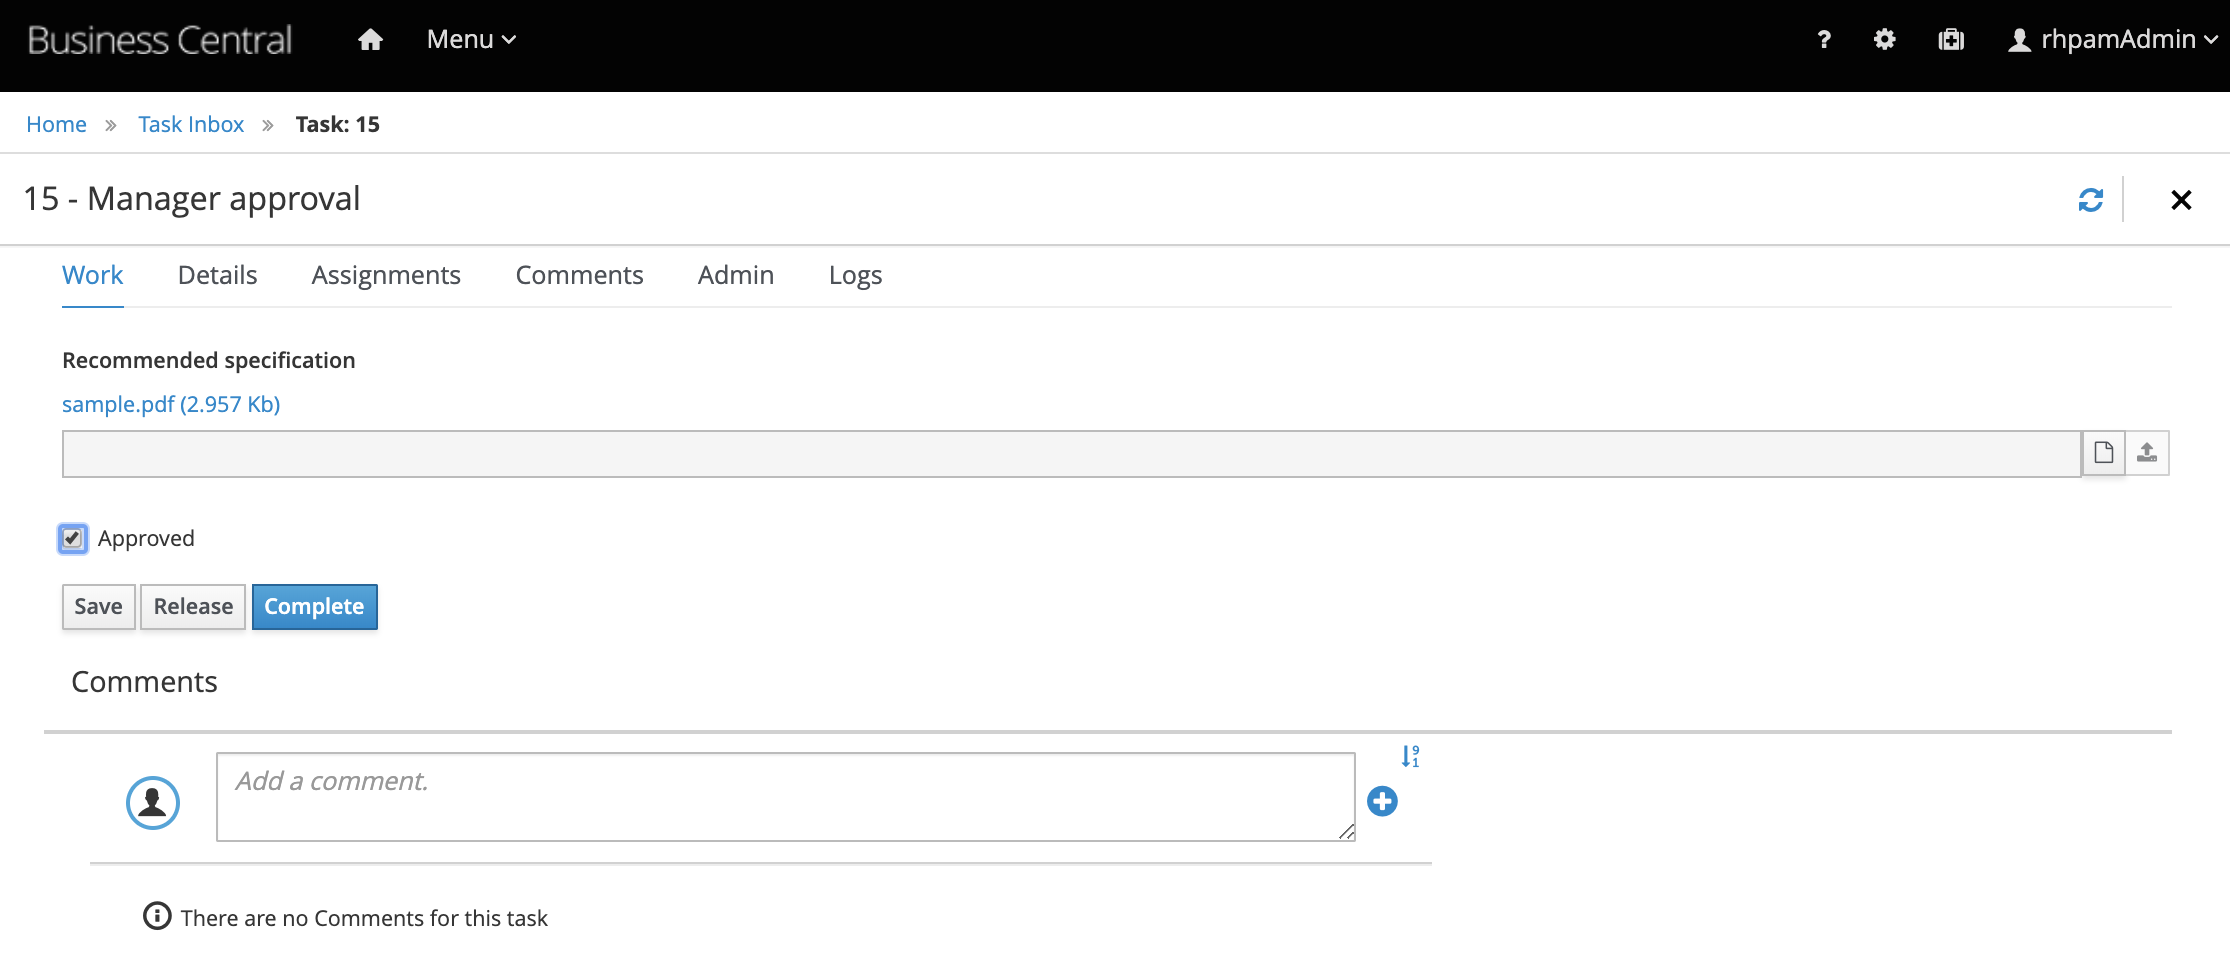 Business Central Menu ? rhpamAdmin
Home » Task Inbox » Task: 15
15 - Manager approval
Work Details Assignments Comments Admin Logs
Recommended specification
sample.pdf (2.957 Kb)
Approved
Save Release Complete
Comments
Add a comment.
There are no Comments for this task